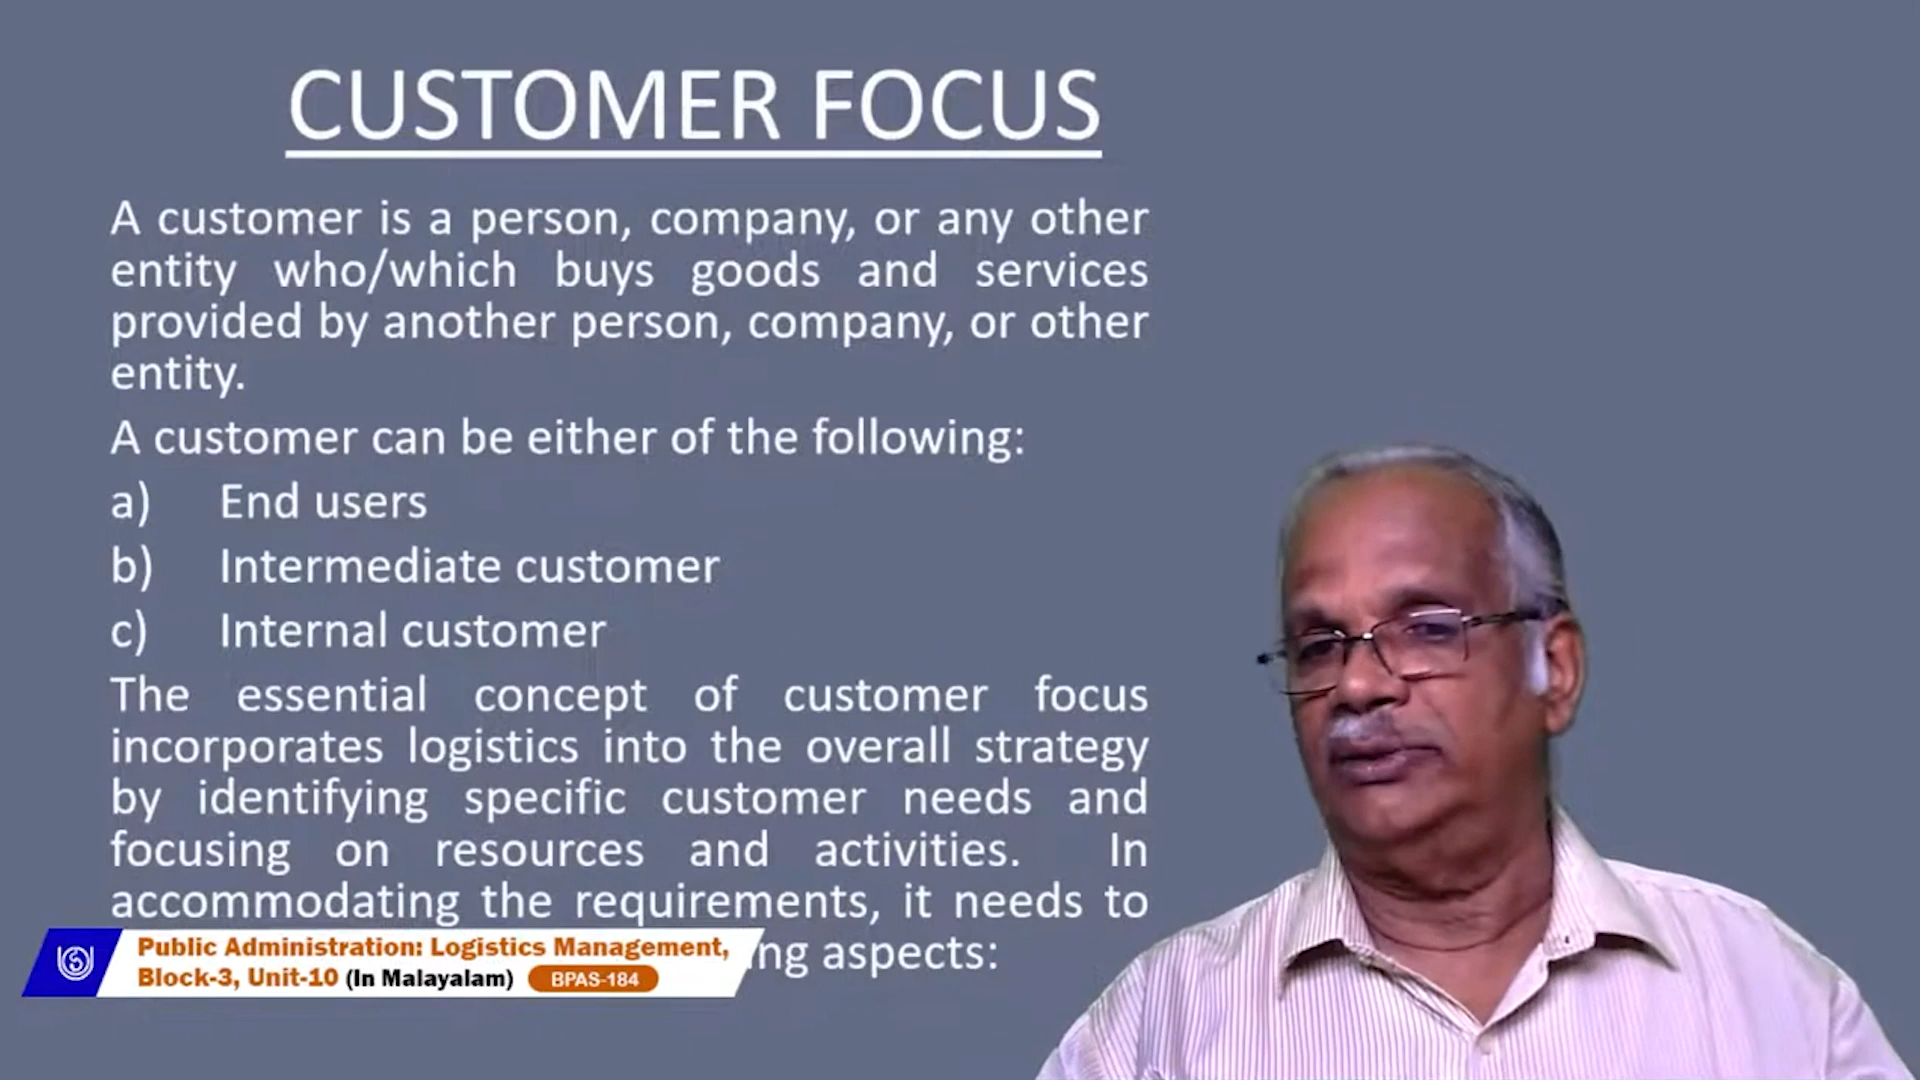 CUSTOMER FOCUS
A customer is a person, company, or any other
entity who/which buys goods and services
provided by another person, company, or other
entity.
A customer can be either of the following:
a) End users
b) Intermediate customer
c) Internal customer
The essential concept of customer focus
incorporates logistics into the overall strategy
by identifying specific customer needs and
focusing on resources and activities. In
accommodating the requirements, it needs to
aspects:
Public Administration: Logistics Management,
Block-3, Unit-10 (In Malayalam) BPAS-184